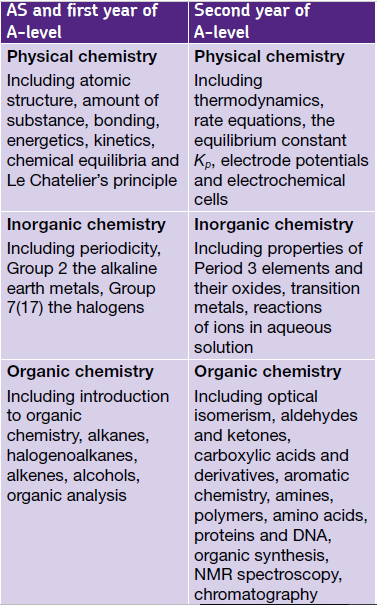 AS and first year of
A–level
Second year of
A–level
Physical chemistry
Including atomic
structure, amount of
substance, bonding,
energetics, kinetics,
chemical equilibria and
Le Chatelier’s principle
Physical chemistry
Including
thermodynamics,
rate equations, the
equilibrium constant
Kp, electrode potentials
and electrochemical
cells
Inorganic chemistry
Including periodicity,
Group 2 the alkaline
earth metals, Group
7(17) the halogens
Inorganic chemistry
Including properties of
Period 3 elements and
their oxides, transition
metals, reactions
of ions in aqueous
solution
Organic chemistry
Including introduction
to organic
chemistry, alkanes,
halogenoalkanes,
alkenes, alcohols,
organic analysis
Organic chemistry
Including optical
isomerism, aldehydes
and ketones,
carboxylic acids and
derivatives, aromatic
chemistry, amines,
polymers, amino acids,
proteins and DNA,
organic synthesis,
NMR spectroscopy,
chromatography